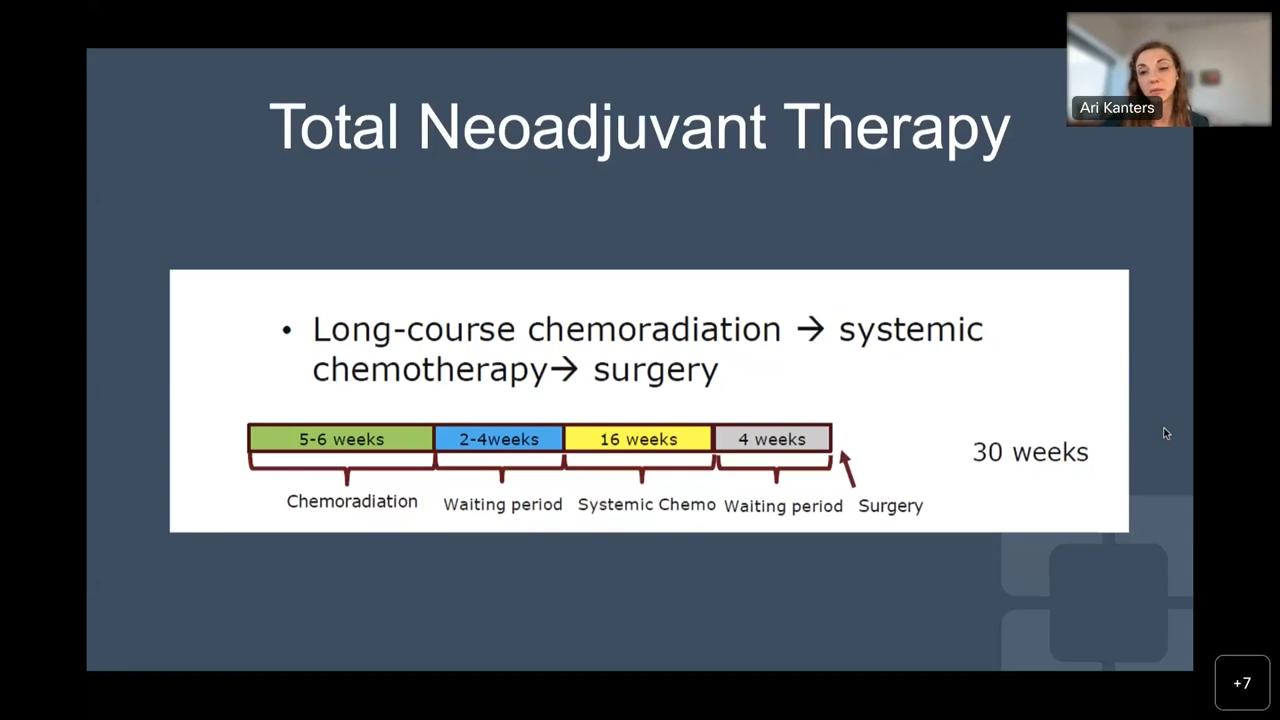 Ari Kanters
Total Neoadjuvant Therapy
• Long-course chemoradiation → systemic
chemotherapy→ surgery
5-6 weeks
2-4weeks
16 weeks
4 weeks
30 weeks
Chemoradiation
Waiting period
Systemic Chemo
Waiting period
Surgery
+7